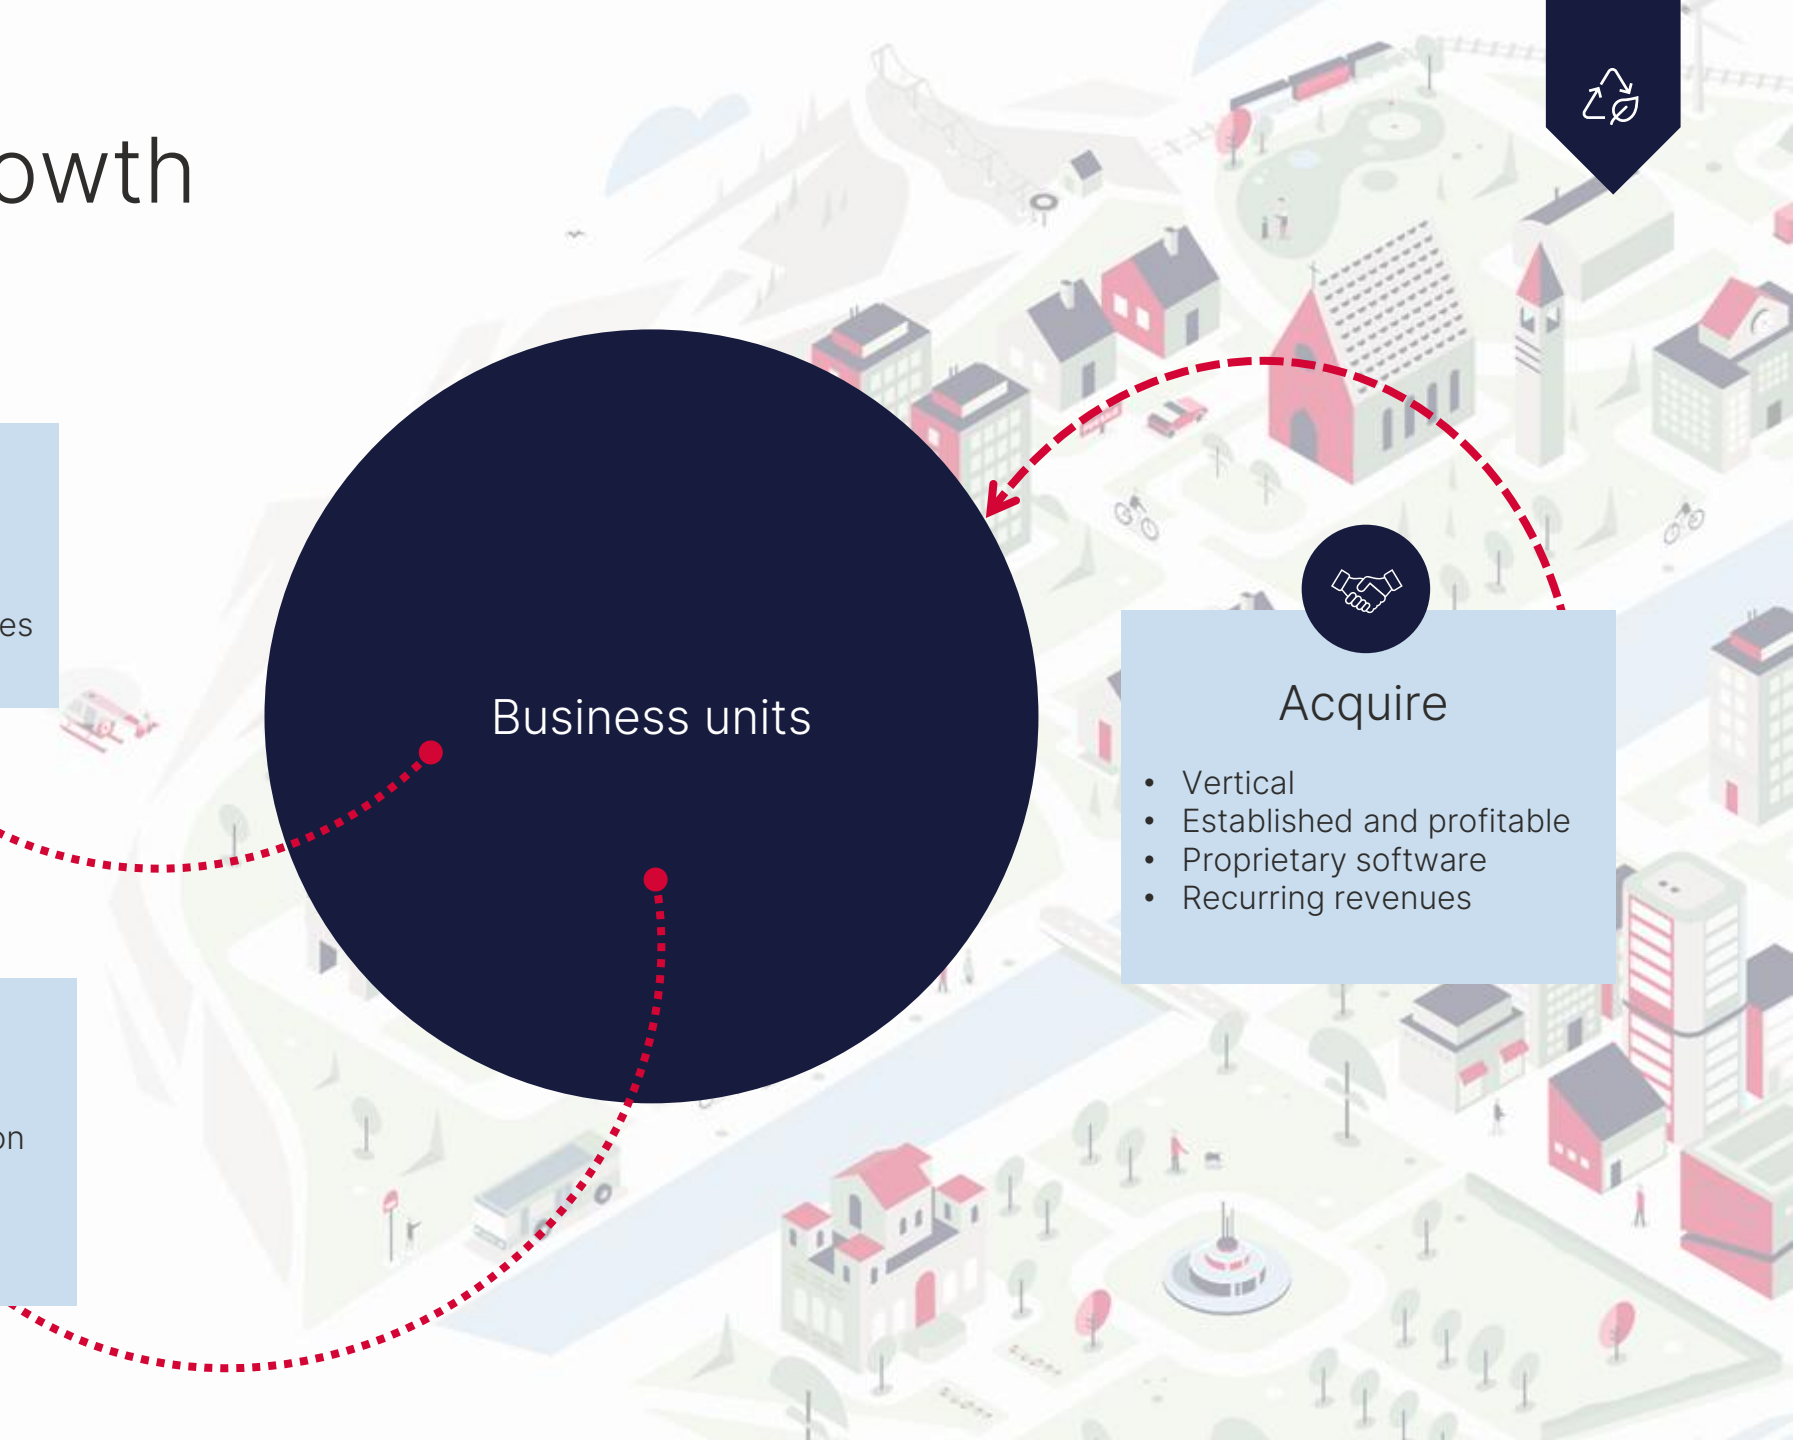 owth
es
Business units
Acquire
• Vertical
• Established and profitable
• Proprietary software
• Recurring revenues
on